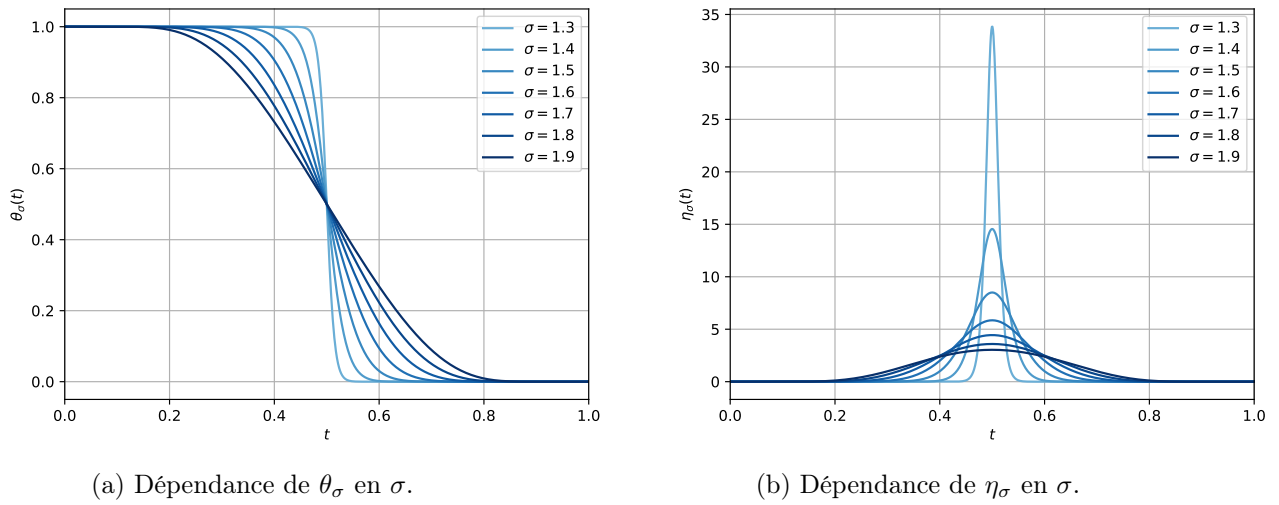 1.0
0.8
0.6
0.4
0.2
0.0
θσ(t)
0.0 0.2 0.4 0.6 0.8 1.0
t
σ = 1.3
σ = 1.4
σ = 1.5
σ = 1.6
σ = 1.7
σ = 1.8
σ = 1.9
(a) Dépendance de θσ en σ.
35
30
25
20
15
10
5
0
ησ(t)
0.0 0.2 0.4 0.6 0.8 1.0
t
σ = 1.3
σ = 1.4
σ = 1.5
σ = 1.6
σ = 1.7
σ = 1.8
σ = 1.9
(b) Dépendance de ησ en σ.